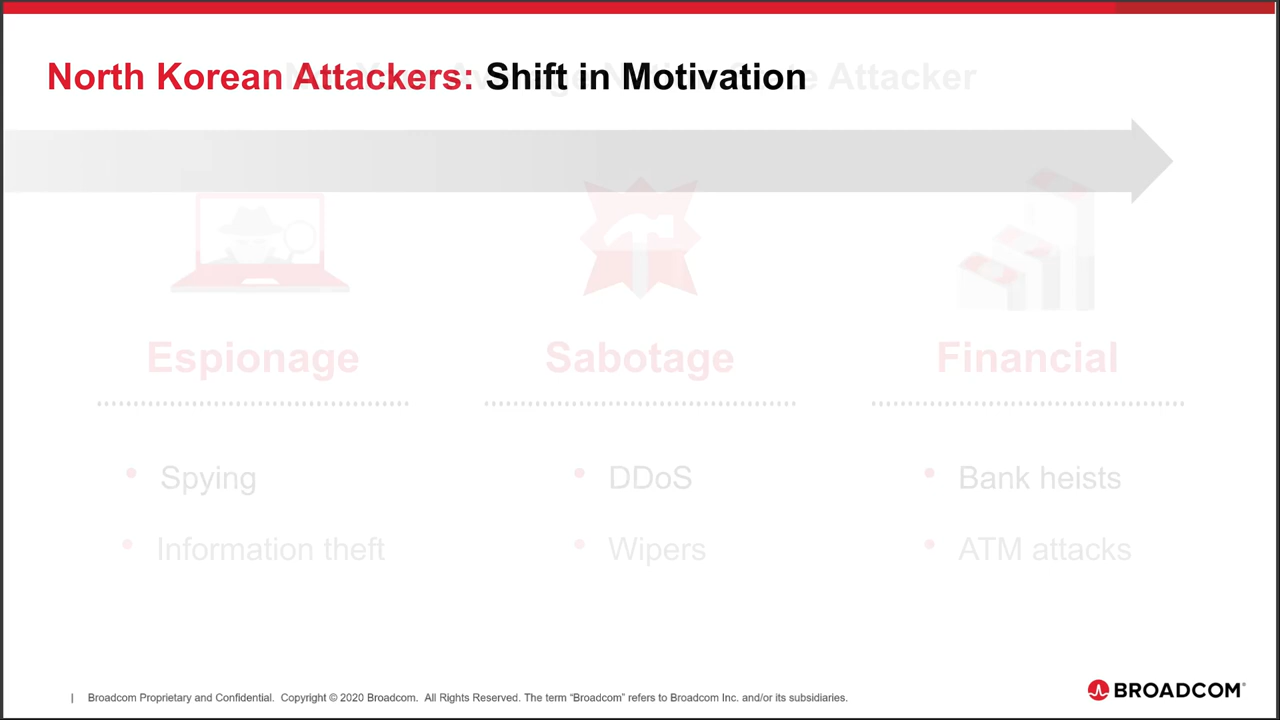 North Korean Attackers: Shift in Motivation
Attacker
Espionage
Sabotage
Financial
• Spying
• DDoS
• Bank heists
• Information theft
• Wipers
• ATM attacks
| Broadcom Proprietary and Confidential. Copyright © 2020 Broadcom. All Rights Reserved. The term “Broadcom” refers to Broadcom Inc. and/or its subsidiaries.
BROADCOM®